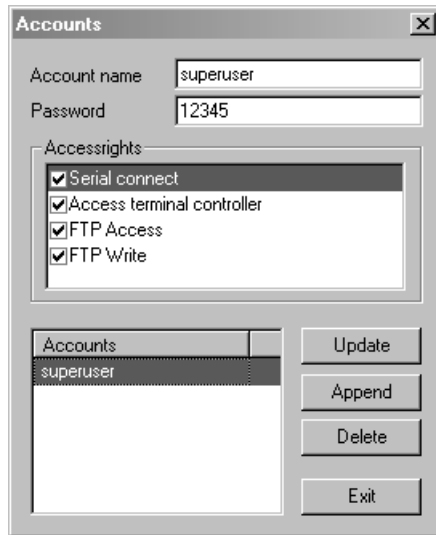 Accounts
Account name superuser
Password 12345
Accessrights
Serial connect
Access terminal controller
FTP Access
FTP Write
Accounts
superuser
Update
Append
Delete
Exit